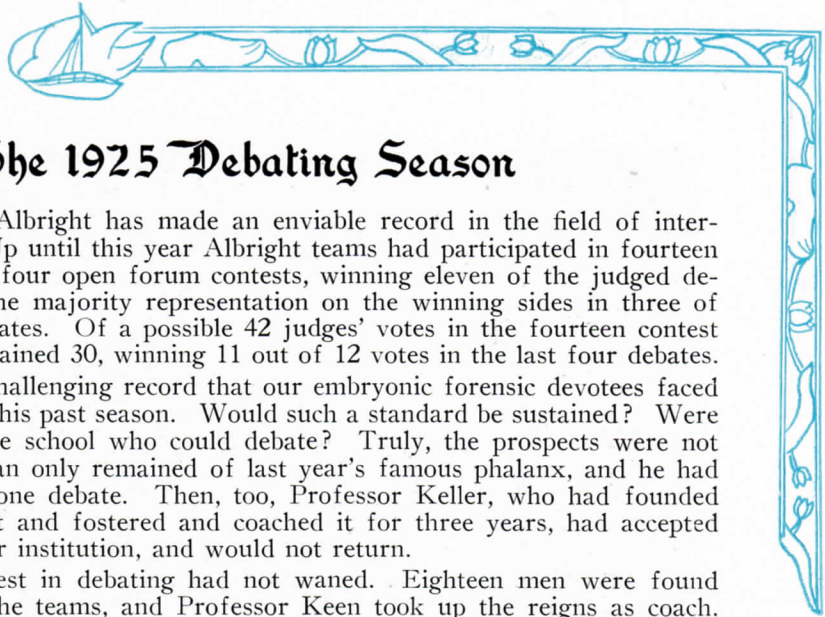 he 1925 Debating Season
Albright has made an enviable record in the field of inter-
Up until this year Albright teams had participated in fourteen
four open forum contests, winning eleven of the judged de-
he majority representation on the winning sides in three of
ates. Of a possible 42 judges' votes in the fourteen contest
ained 30, winning 11 out of 12 votes in the last four debates.
hallenging record that our embryonic forensic devotees faced
his past season. Would such a standard be sustained? Were
e school who could debate? Truly, the prospects were not
an only remained of last year's famous phalanx, and he had
one debate. Then, too, Professor Keller, who had founded
t and fostered and coached it for three years, had accepted
r institution, and would not return.
est in debating had not waned. Eighteen men were found
he teams, and Professor Keen took up the reigns as coach.